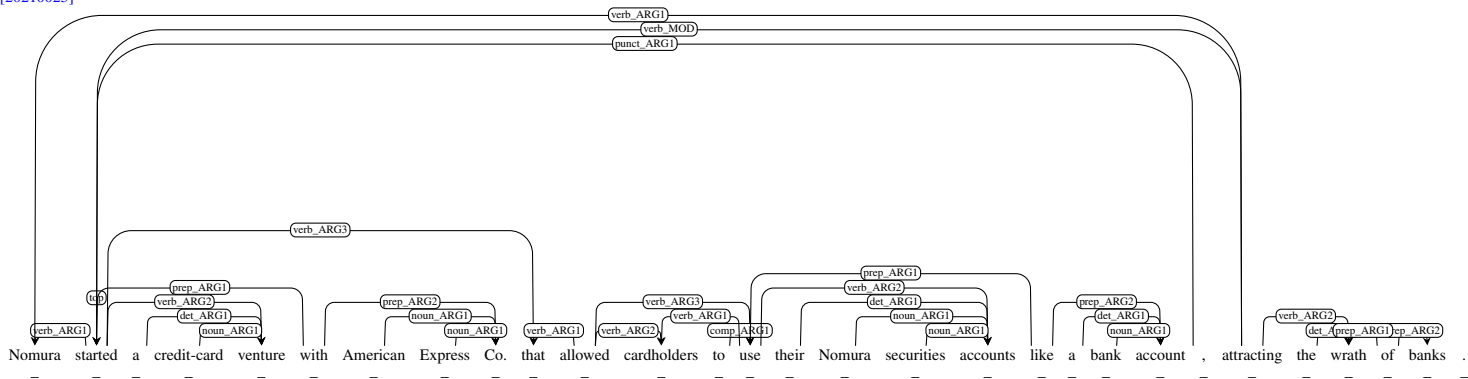 verb_ARG1
verb_MOD
punct_ARG1
verb_ARG3
prep_ARG1
prep_ARG1 verb_ARG2
top verb_ARG2 prep_ARG2 verb_ARG3 det_ARG1 prep_ARG2
det_ARG1 noun_ARG1 verb_ARG1 noun_ARG1 det_ARG1 verb_ARG2
verb_ARG1 noun_ARG1 noun_ARG1 verb_ARG1 verb_ARG2 comp_ARG1 noun_ARG1 noun_ARG1 prep_ARG1
Nomura started a credit-card venture with American Express Co. that allowed cardholders to use their Nomura securities accounts like a bank account , attracting the wrath of banks .
_ _ _ _ _ _ _ _ _ _ _ _ _ _ _ _ _ _ _ _ _ _ _ _ _ _ _ _ _